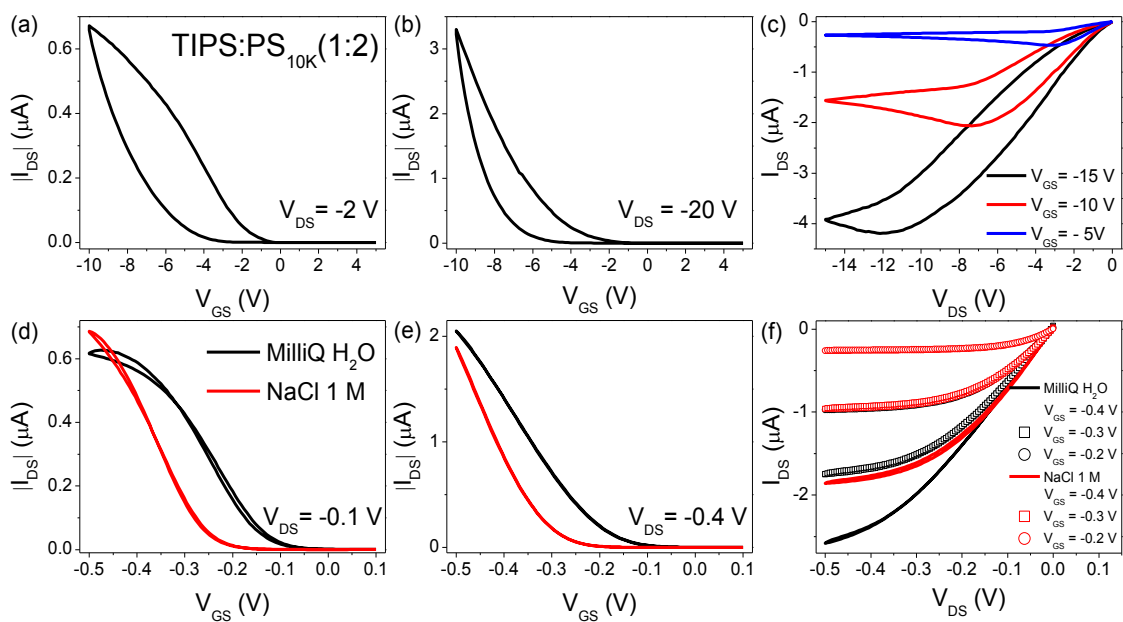 (a)
TIPS:PS10K(1:2)
0.6
0.4
0.2
0.0
|IDS| (μA)
VDS= -2 V
-10 -8 -6 -4 -2 0 2 4
VGS (V)
(b)
3
2
1
0
|IDS| (μA)
VDS= -20 V
-10 -8 -6 -4 -2 0 2 4
VGS (V)
(c)
0
-1
-2
-3
-4
IDS (μA)
VGS= -15 V
VGS= -10 V
VGS= - 5V
-14 -12 -10 -8 -6 -4 -2 0
VDS (V)
(d)
0.6
0.4
0.2
0.0
|IDS| (μA)
MilliQ H2O
NaCl 1 M
VDS= -0.1 V
-0.5 -0.4 -0.3 -0.2 -0.1 0.0 0.1
VGS (V)
(e)
2
1
0
|IDS| (μA)
VDS= -0.4 V
-0.5 -0.4 -0.3 -0.2 -0.1 0.0 0.1
VGS (V)
(f)
0
-1
-2
IDS (μA)
MilliQ H2O
VGS = -0.4 V
VGS = -0.3 V
VGS = -0.2 V
NaCl 1 M
VGS = -0.4 V
VGS = -0.3 V
VGS = -0.2 V
-0.5 -0.4 -0.3 -0.2 -0.1 0.0
VDS (V)